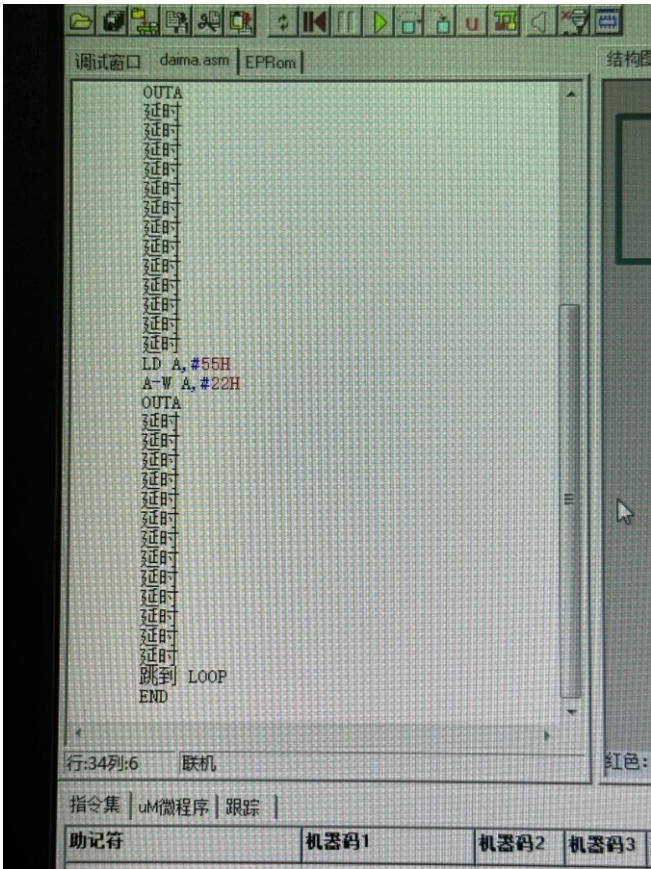 u
调试窗口 daima.asm EPRom 结构图
OUTA
延时
延时
延时
延时
延时
延时
延时
延时
延时
延时
延时
延时
延时
LD A,#55H
A-W A,#22H
OUTA
延时
延时
延时
延时
延时
延时
延时
延时
延时
延时
延时
延时
延时
跳到 LOOP
END
行:34列:6 联机 红色:
指令集 uM微程序 跟踪
助记符 机器码1 机器码2 机器码3